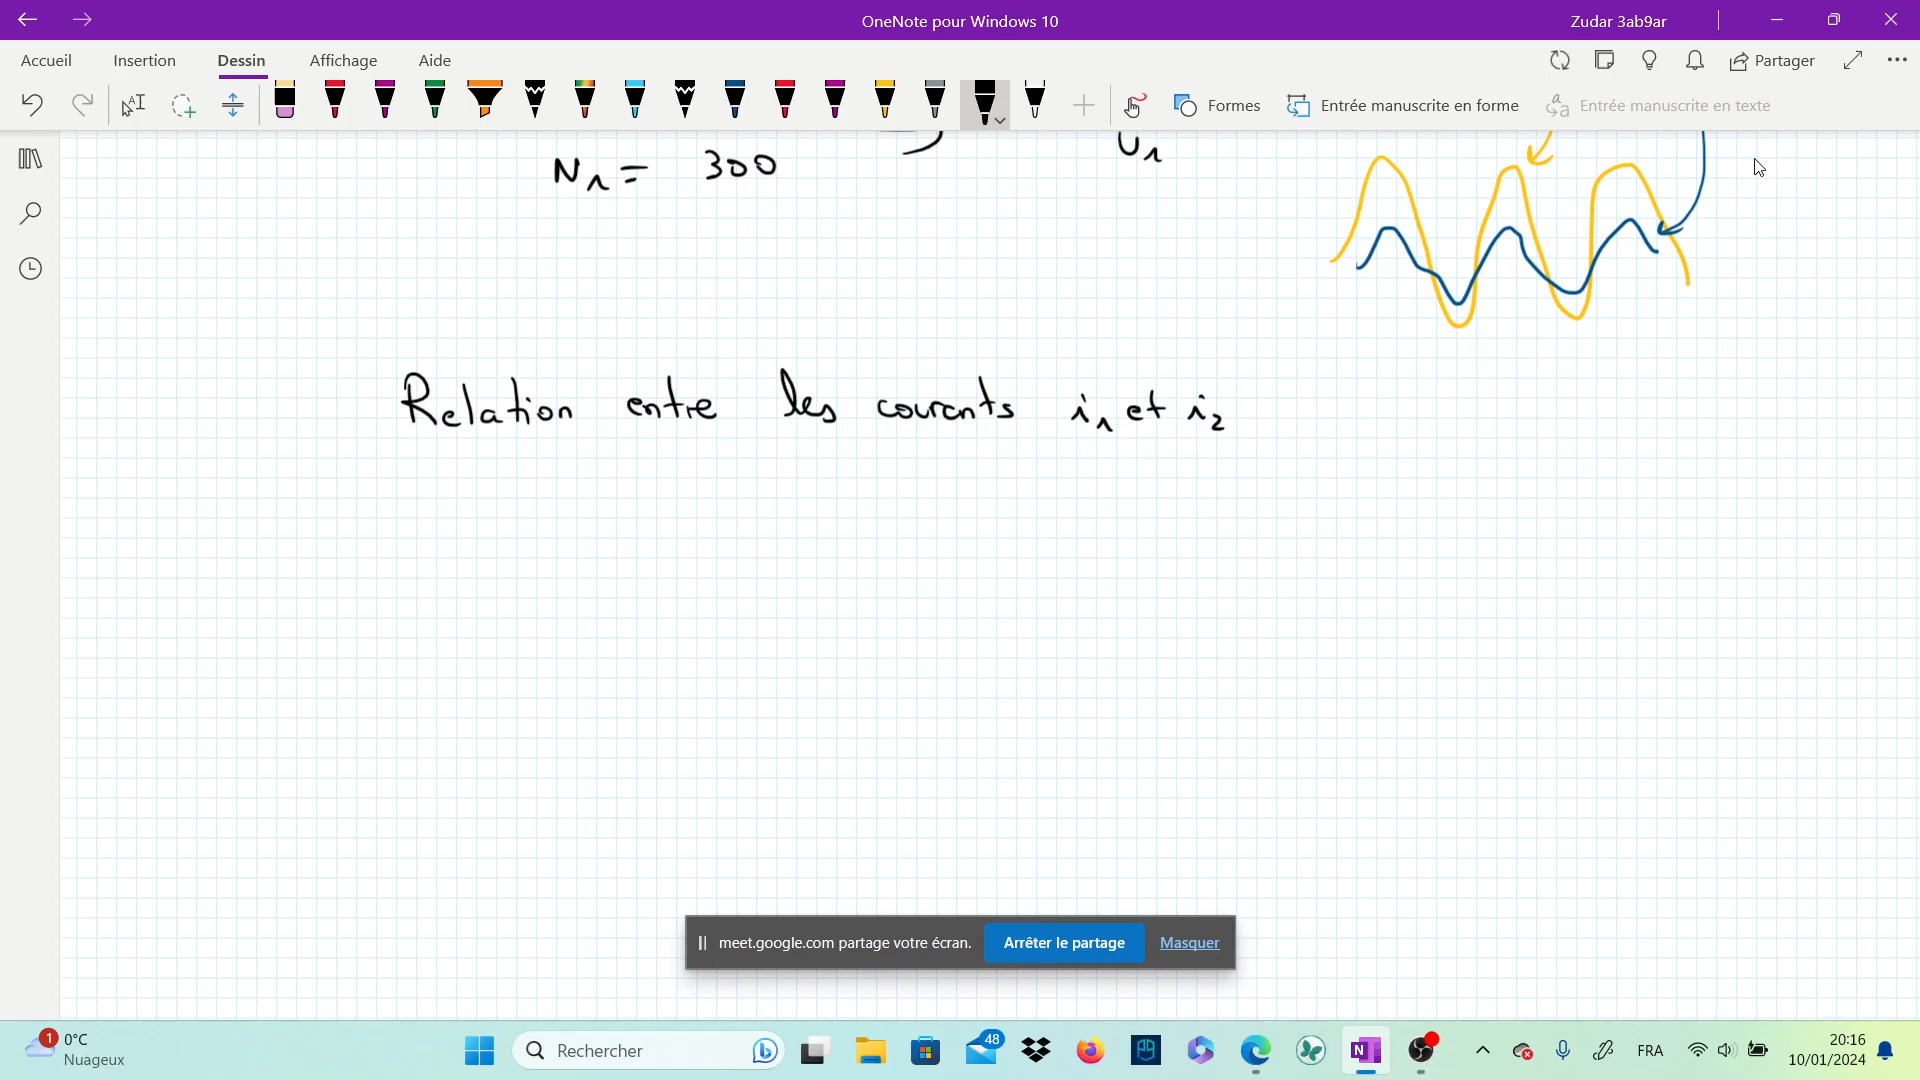 OneNote pour Windows 10
Zudar 3ab9ar
Accueil
Insertion
Dessin
Affichage
Aide
Partager
Formes
Entrée manuscrite en forme
Entrée manuscrite en texte
N₁ = 300
U₁
Relation entre les courants i₁ et i₂
meet.google.com partage votre écran.
Arrêter le partage
Masquer
1
0°C
Nuageux
Rechercher
48
FRA
20:16
10/01/2024